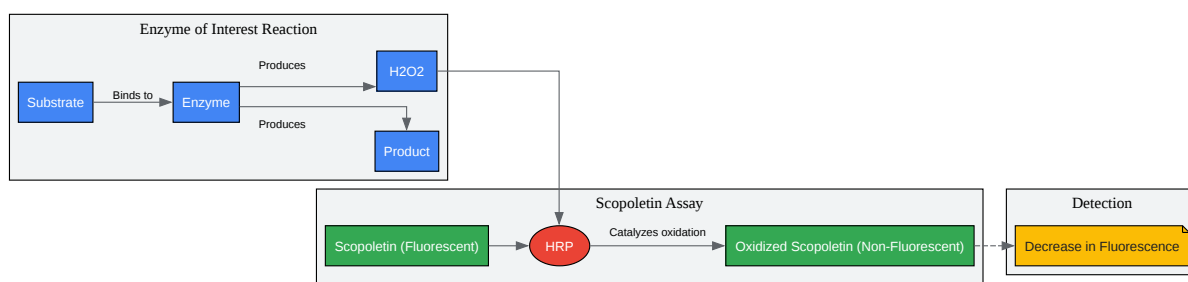 Enzyme of Interest Reaction
Substrate
Binds to
Enzyme
Produces
H2O2
Produces
Product
Scopoletin Assay
Scopoletin (Fluorescent)
HRP
Catalyzes oxidation
Oxidized Scopoletin (Non-Fluorescent)
Detection
Decrease in Fluorescence